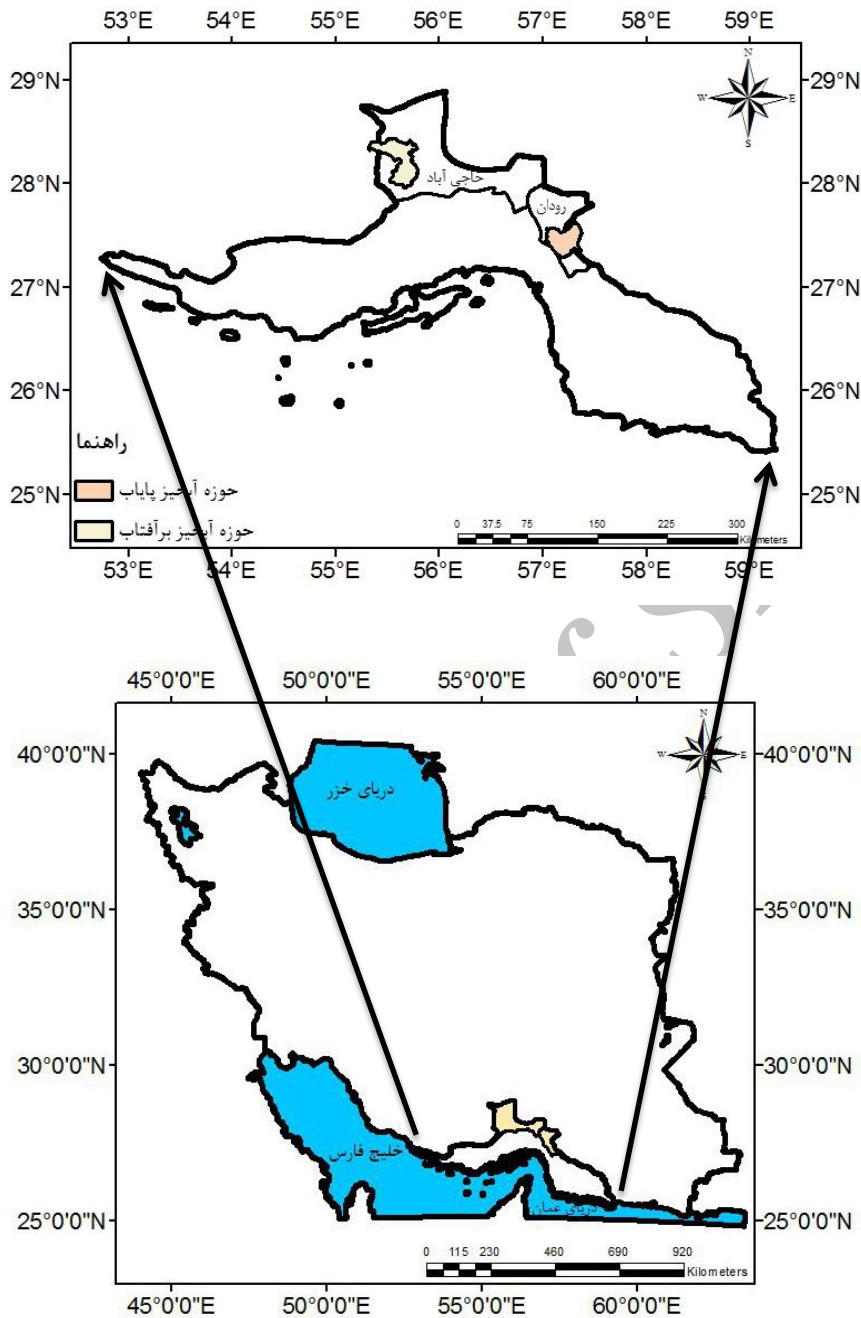 53°E 54°E 55°E 56°E 57°E 58°E 59°E
N
W E
S
29°N 29°N
28°N 28°N
27°N 27°N
26°N 26°N
25°N 25°N
حاجی آباد
رودان
راهنما
حوزه آبخیز پایاب
حوزه آبخیز برآفتاب
0 37.5 75 150 225 300
Kilometers
53°E 54°E 55°E 56°E 57°E 58°E 59°E
45°0'0"E 50°0'0"E 55°0'0"E 60°0'0"E
N
W E
40°0'0"N 40°0'0"N
دریای خزر
35°0'0"N 35°0'0"N
30°0'0"N 30°0'0"N
خلیج فارس
دریای عمان
25°0'0"N 25°0'0"N
0 115 230 460 690 920
Kilometers
45°0'0"E 50°0'0"E 55°0'0"E 60°0'0"E